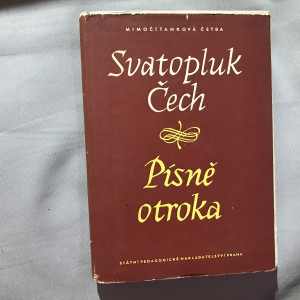 MIMOČÍTANKOVÁ ČETBA
Svatopluk
Čech
Písně
otroka
STÁTNÍ PEDAGOGICKÉ NAKLADATELSTVÍ PRAHA